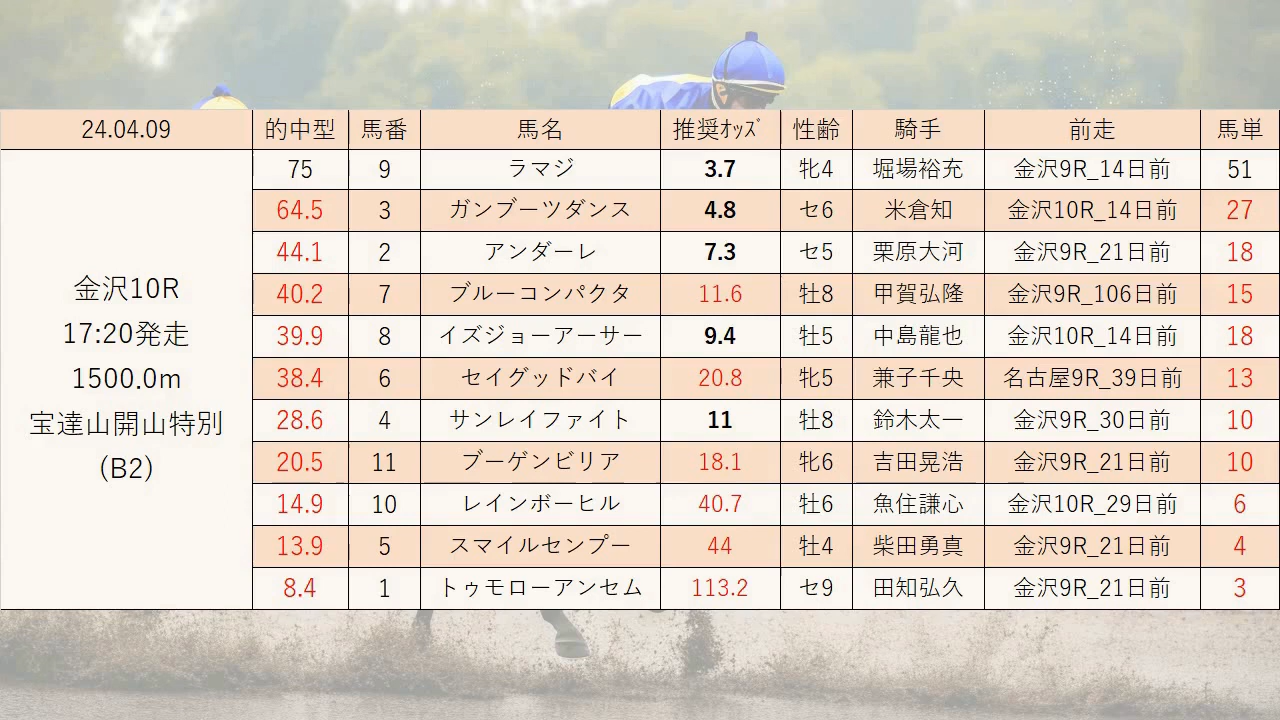 24.04.09 的中型 馬番 馬名 推奨ｵｯｽﾞ 性齢 騎手 前走 馬単
75 9 ラマジ 3.7 牝4 堀場裕充 金沢9R_14日前 51
64.5 3 ガンブーツダンス 4.8 セ6 米倉知 金沢10R_14日前 27
44.1 2 アンダーレ 7.3 セ5 栗原大河 金沢9R_21日前 18
40.2 7 ブルーコンパクタ 11.6 牡8 甲賀弘隆 金沢9R_106日前 15
39.9 8 イズジョーアーサー 9.4 牡5 中島龍也 金沢10R_14日前 18
38.4 6 セイグッドバイ 20.8 牝5 兼子千央 名古屋9R_39日前 13
28.6 4 サンレイファイト 11 牡8 鈴木太一 金沢9R_30日前 10
20.5 11 ブーゲンビリア 18.1 牝6 吉田晃浩 金沢9R_21日前 10
14.9 10 レインボーヒル 40.7 牡6 魚住謙心 金沢10R_29日前 6
13.9 5 スマイルセンプー 44 牡4 柴田勇真 金沢9R_21日前 4
8.4 1 トゥモローアンセム 113.2 セ9 田知弘久 金沢9R_21日前 3
金沢10R
17:20発走
1500.0m
宝達山開山特別
(B2)